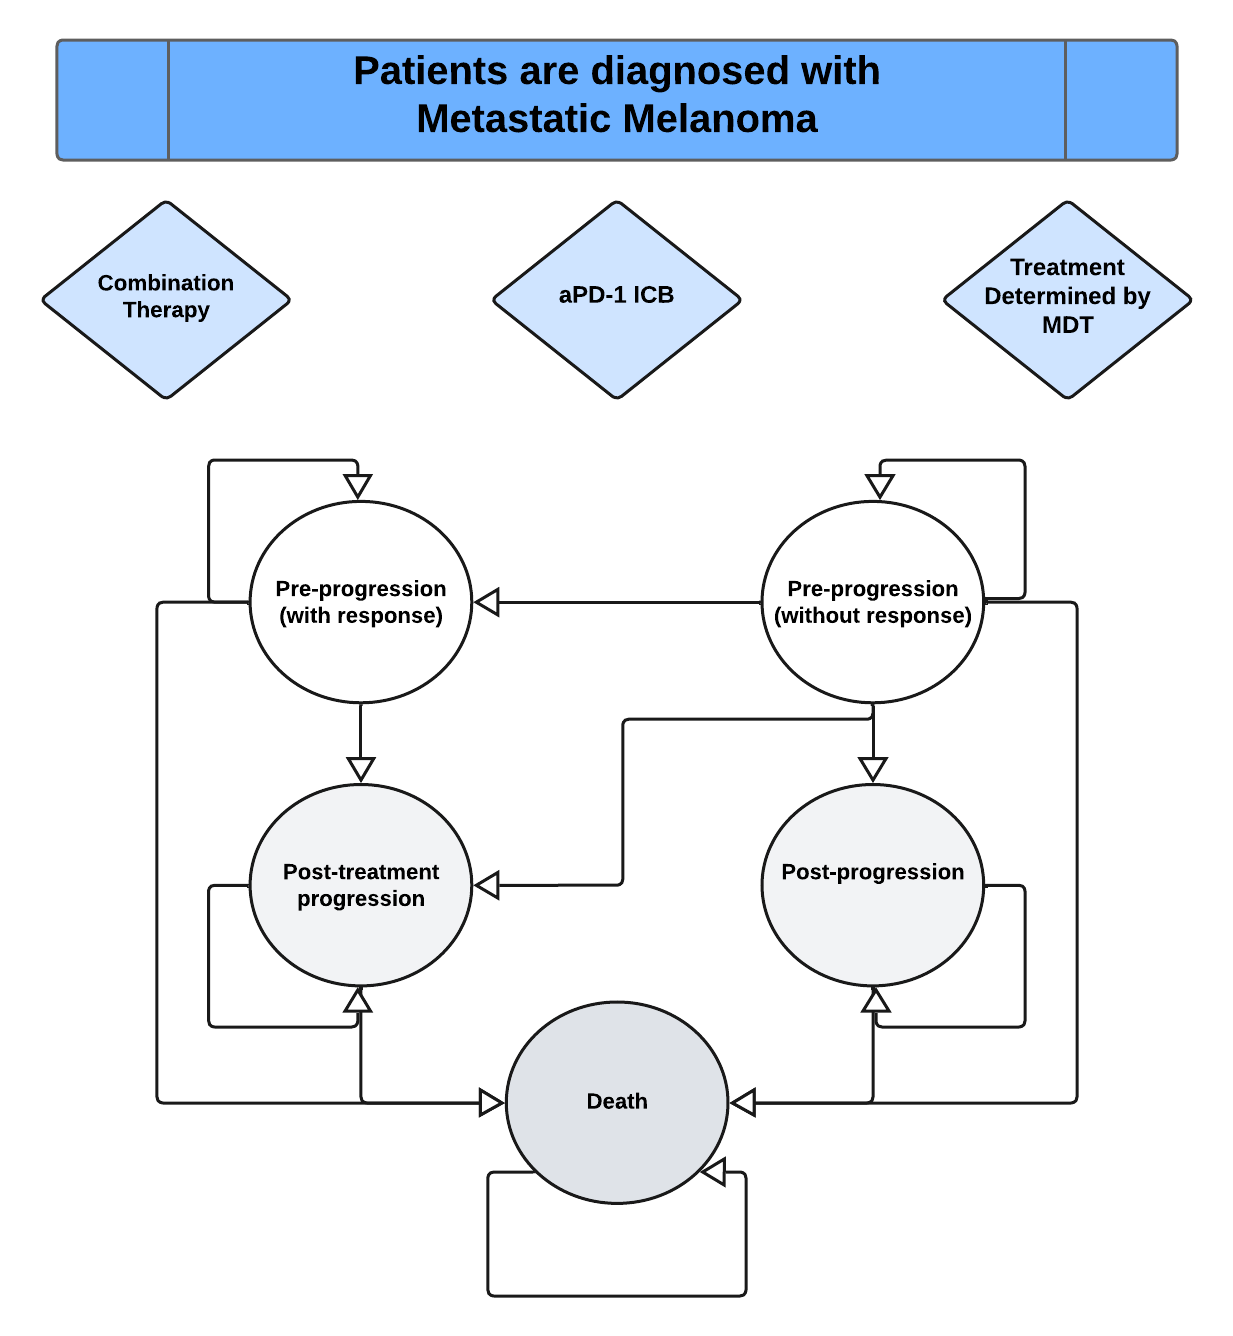 Patients are diagnosed with
Metastatic Melanoma
Combination
Therapy
aPD-1 ICB
Treatment
Determined by
MDT
Pre-progression
(with response)
Pre-progression
(without response)
Post-treatment
progression
Post-progression
Death